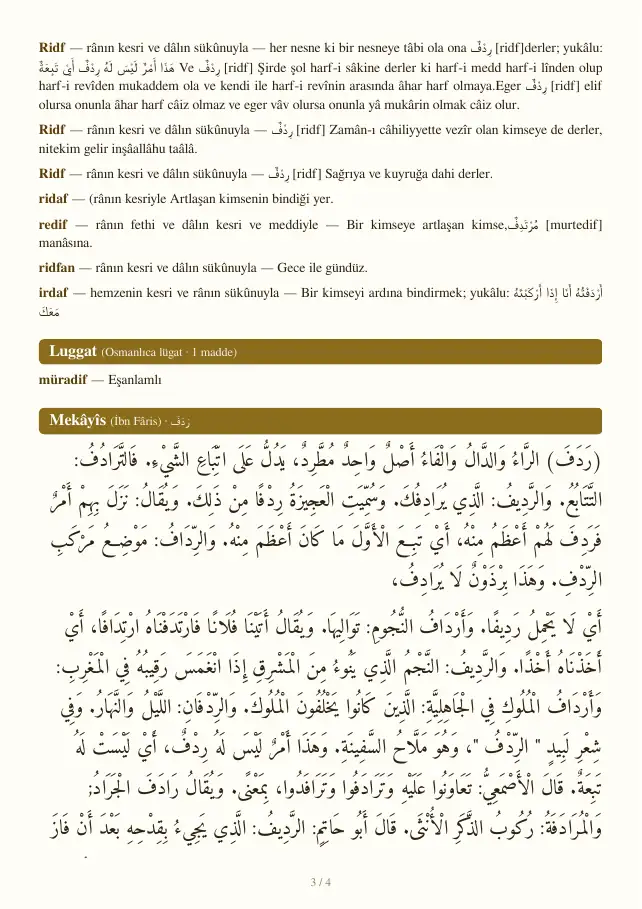 Ridf — rânın kesri ve dâlın sükûnuyla — her nesne ki bir nesneye tâbi ola ona رِدْفٌ [ridf]derler; yukâlu:
هَذَا أَمْرٌ لَيْسَ لَهُ رِدْفٌ أَيْ تَبِعَةٌ Ve رِدْفٌ [ridf] Şirde şol harf-i sâkine derler ki harf-i medd harf-i lînden olup
harf-i revîden mukaddem ola ve kendi ile harf-i revînin arasında âhar harf olmaya.Eger رِدْفٌ [ridf] elif
olursa onunla âhar harf câiz olmaz ve eger vâv olursa onunla yâ mukârin olmak câiz olur.
Ridf — rânın kesri ve dâlın sükûnuyla — رِدْفٌ [ridf] Zamân-ı câhiliyyette vezîr olan kimseye de derler,
nitekim gelir inşâallâhu taâlâ.
Ridf — rânın kesri ve dâlın sükûnuyla — رِدْفٌ [ridf] Sağrıya ve kuyruğa dahi derler.
ridaf — (rânın kesriyle Artlaşan kimsenin bindiği yer.
redif — rânın fethi ve dâlın kesri ve meddiyle — Bir kimseye artlaşan kimse,مُرْتَدِفٌ [murtedif]
manâsına.
ridfan — rânın kesri ve dâlın sükûnuyla — Gece ile gündüz.
irdaf — hemzenin kesri ve rânın sükûnuyla — Bir kimseyi ardına bindirmek; yukâlu: أَرْدَفْتُهُ أَنَا إِذَا أَرْكَبْتَهُ
مَعَكَ
Luggat (Osmanlıca lügat · 1 madde)
müradif — Eşanlamlı
Mekâyîs (İbn Fâris) · رَدَفَ
(رَدَفَ) الرَّاءُ وَالدَّالُ وَالْفَاءُ أَصْلٌ وَاحِدٌ مُطَّرِدٌ، يَدُلُّ عَلَى اتِّبَاعِ الشَّيْءِ. فَالتَّرَادُفُ:
التَّتَابُعُ. وَالرَّدِيفُ: الَّذِي يُرَادِفُكَ. وَسُمِّيَتِ الْعَجِيزَةُ رِدْفًا مِنْ ذَلِكَ. وَيُقَالُ: نَزَلَ بِهِمْ أَمْرٌ
فَرَدِفَ لَهُمْ أَعْظَمُ مِنْهُ، أَيْ تَبِعَ الْأَوَّلَ مَا كَانَ أَعْظَمَ مِنْهُ. وَالرِّدَافُ: مَوْضِعُ مَرْكَبِ
الرِّدْفِ. وَهَذَا بِرْذَوْنٌ لَا يُرَادِفُ،
أَيْ لَا يَحْمِلُ رَدِيفًا. وَأَرْدَافُ النُّجُومِ: تَوَالِيهَا. وَيُقَالُ أَتَيْنَا فُلَانًا فَارْتَدَفْنَاهُ ارْتِدَافًا، أَيْ
أَخَذْنَاهُ أَخْذًا. وَالرَّدِيفُ: النَّجْمُ الَّذِي يَنُوءُ مِنَ الْمَشْرِقِ إِذَا انْغَمَسَ رَقِيبُهُ فِي الْمَغْرِبِ:
وَأَرْدَافُ الْمُلُوكِ فِي الْجَاهِلِيَّةِ: الَّذِينَ كَانُوا يَخْلُفُونَ الْمُلُوكَ. وَالرِّدْفَانِ: اللَّيْلُ وَالنَّهَارُ. وَفِي
شِعْرِ لَبِيدٍ " الرِّدْفُ "، وَهُوَ مَلَّاحُ السَّفِينَةِ. وَهَذَا أَمْرٌ لَيْسَ لَهُ رِدْفٌ، أَيْ لَيْسَتْ لَهُ
تَبِعَةٌ. قَالَ الْأَصْمَعِيُّ: تَعَاوَنُوا عَلَيْهِ وَتَرَادَفُوا وَتَرَافَدُوا، بِمَعْنًى. وَيُقَالُ رَادَفَ الْجَرَادُ;
وَالْمُرَادَفَةُ: رُكُوبُ الذَّكَرِ الْأُنْثَى. قَالَ أَبُو حَاتِمٍ: الرَّدِيفُ: الَّذِي يَجِيءُ بِقِدْحِهِ بَعْدَ أَنْ فَازَ
3 / 4